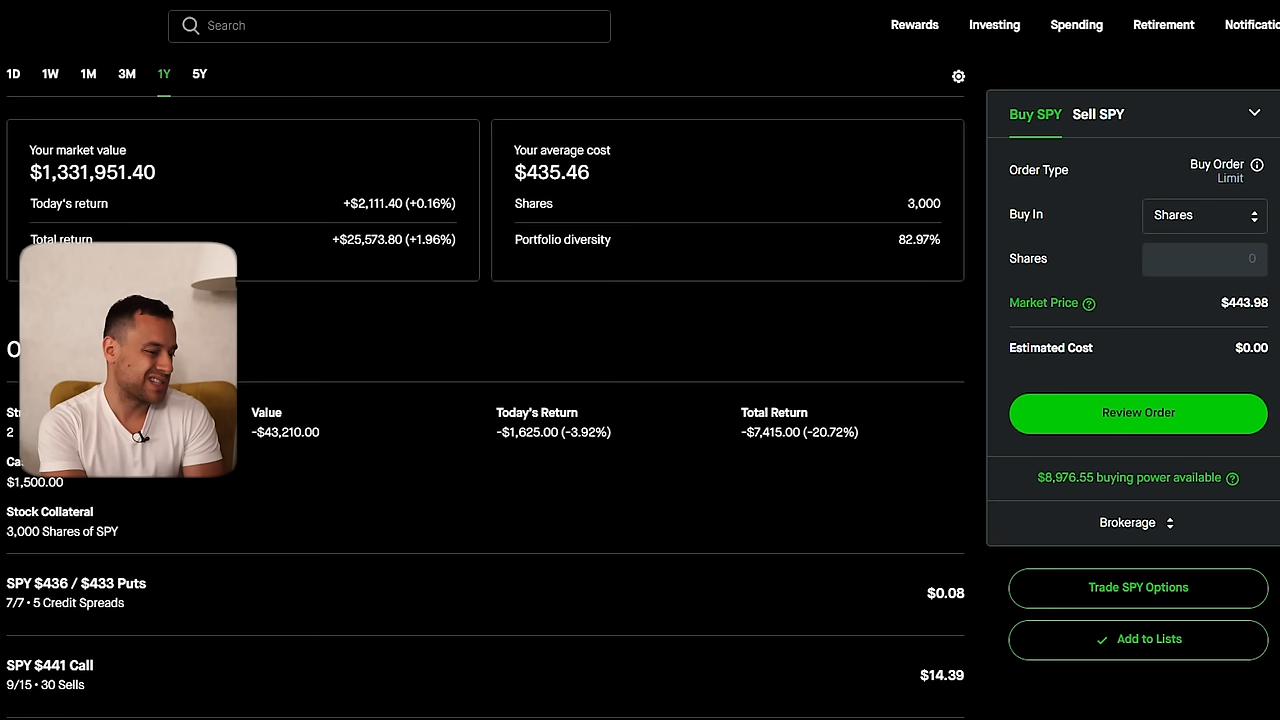 Search
Rewards
Investing
Spending
Retirement
1D 1W 1M 3M 1Y 5Y
Your market value
$1,331,951.40
Today's return +$2,111.40 (+0.16%)
Total return +$25,573.80 (+1.96%)
Your average cost
$435.46
Shares 3,000
Portfolio diversity 82.97%
Value
-$43,210.00
Today's Return
-$1,625.00 (-3.92%)
Total Return
-$7,415.00 (-20.72%)
2
$1,500.00
Stock Collateral
3,000 Shares of SPY
SPY $436 / $433 Puts
7/7 • 5 Credit Spreads
$0.08
SPY $441 Call
9/15 • 30 Sells
$14.39
Buy SPY Sell SPY
Order Type
Buy Order
Limit
Buy In Shares
Shares 0
Market Price $443.98
Estimated Cost $0.00
Review Order
$8,976.55 buying power available
Brokerage
Trade SPY Options
Add to Lists